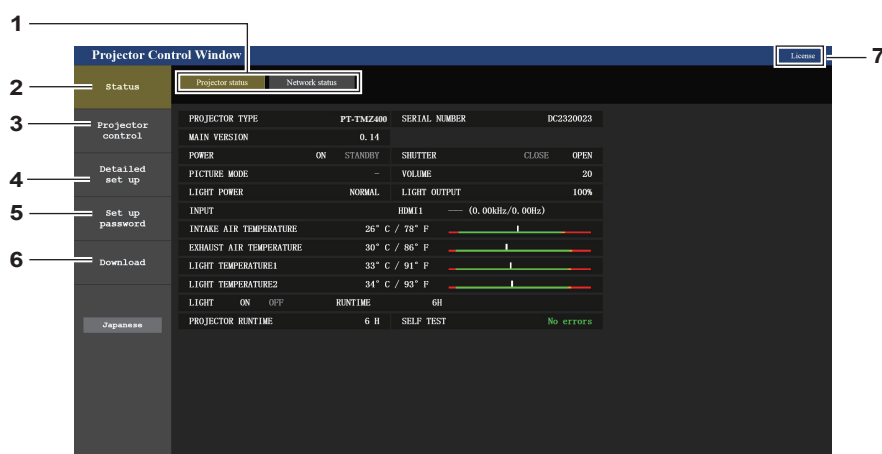 1
Projector Control Window
License
7
2
Status
Projector status
Network status
3
Projector
control
4
Detailed
set up
5
Set up
password
6
Download
Japanese
PROJECTOR TYPE PT-TMZ400 SERIAL NUMBER DC2320023
MAIN VERSION 0.14
POWER ON STANDBY SHUTTER CLOSE OPEN
PICTURE MODE – VOLUME 20
LIGHT POWER NORMAL LIGHT OUTPUT 100%
INPUT HDMI1 --- (0.00kHz/0.00Hz)
INTAKE AIR TEMPERATURE 26° C / 78° F
EXHAUST AIR TEMPERATURE 30° C / 86° F
LIGHT TEMPERATURE1 33° C / 91° F
LIGHT TEMPERATURE2 34° C / 93° F
LIGHT ON OFF RUNTIME 6H
PROJECTOR RUNTIME 6 H SELF TEST No errors